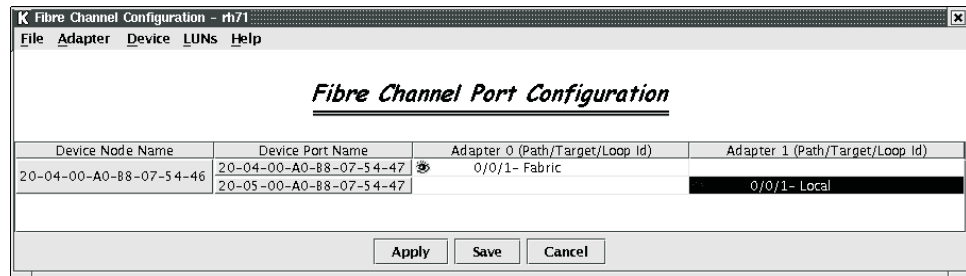 Fibre Channel Configuration - rh71
File Adapter Device LUNs Help
Fibre Channel Port Configuration
Device Node Name Device Port Name Adapter 0 (Path/Target/Loop Id) Adapter 1 (Path/Target/Loop Id)
20-04-00-A0-B8-07-54-46 20-04-00-A0-B8-07-54-47 0/0/1- Fabric
20-05-00-A0-B8-07-54-47 0/0/1- Local
Apply Save Cancel